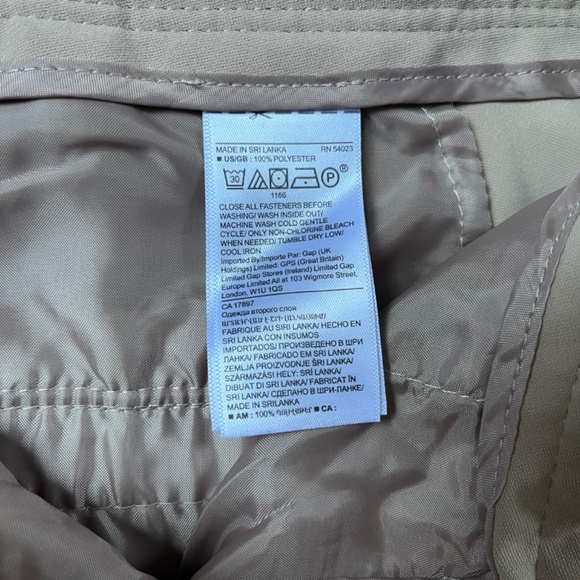 MADE IN SRI LANKA RN 54023
■ US/GB : 100% POLYESTER
30 P
1166
CLOSE ALL FASTENERS BEFORE
WASHING/ WASH INSIDE OUT/
MACHINE WASH COLD GENTLE
CYCLE/ ONLY NON-CHLORINE BLEACH
WHEN NEEDED/ TUMBLE DRY LOW/
COOL IRON
Imported By/Importe Par: Gap (UK
Holdings) Limited: GPS (Great Britain)
Limited Gap Stores (Ireland) Limited Gap
Europe Limited All at 103 Wigmore Street,
London, W1U 1QS
CA 17897
Одежда второго слоя
FABRIQUE AU SRI LANKA/ HECHO EN
SRI LANKA CON INSUMOS
IMPORTADOS/ ПРОИЗВЕДЕНО В ШРИ
ЛАНКА/ FABRICADO EM SRI LANKA/
ZEMLJA PROIZVODNJE ŠRI LANKA/
SZÁRMAZÁSI HELY: SRI LANKA/
DIBUAT DI SRI LANKA/ FABRICAT ÎN
SRI LANKA/ СДЕЛАНО В ШРИ-ЛАНКЕ/
MADE IN SRILANKA
■ AM : 100% ■ CA :